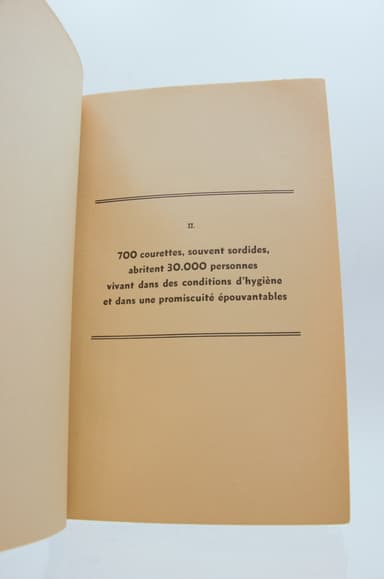 II.
700 courettes, souvent sordides,
abritent 30.000 personnes
vivant dans des conditions d'hygiène
et dans une promiscuité épouvantables